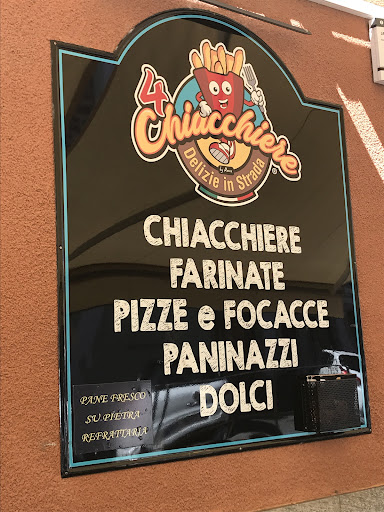 4
Chiacchiere
Delizie in Strada
®
CHIACCHIERE
FARINATE
PIZZE e FOCACCE
PANINAZZI
DOLCI
PANE FRESCO
SU PIETRA
REFRATTARIA